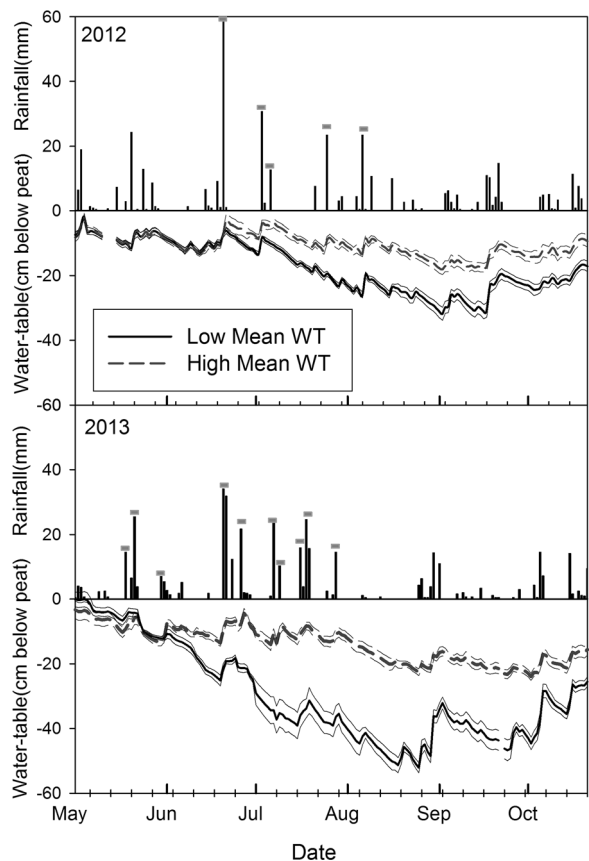 60
2012
40
Rainfall(mm)
20
0
-20
Water-table(cm below peat)
-40
Low Mean WT
High Mean WT
-60
2013
40
Rainfall(mm)
20
0
-20
Water-table(cm below peat)
-40
-60
May Jun Jul Aug Sep Oct
Date